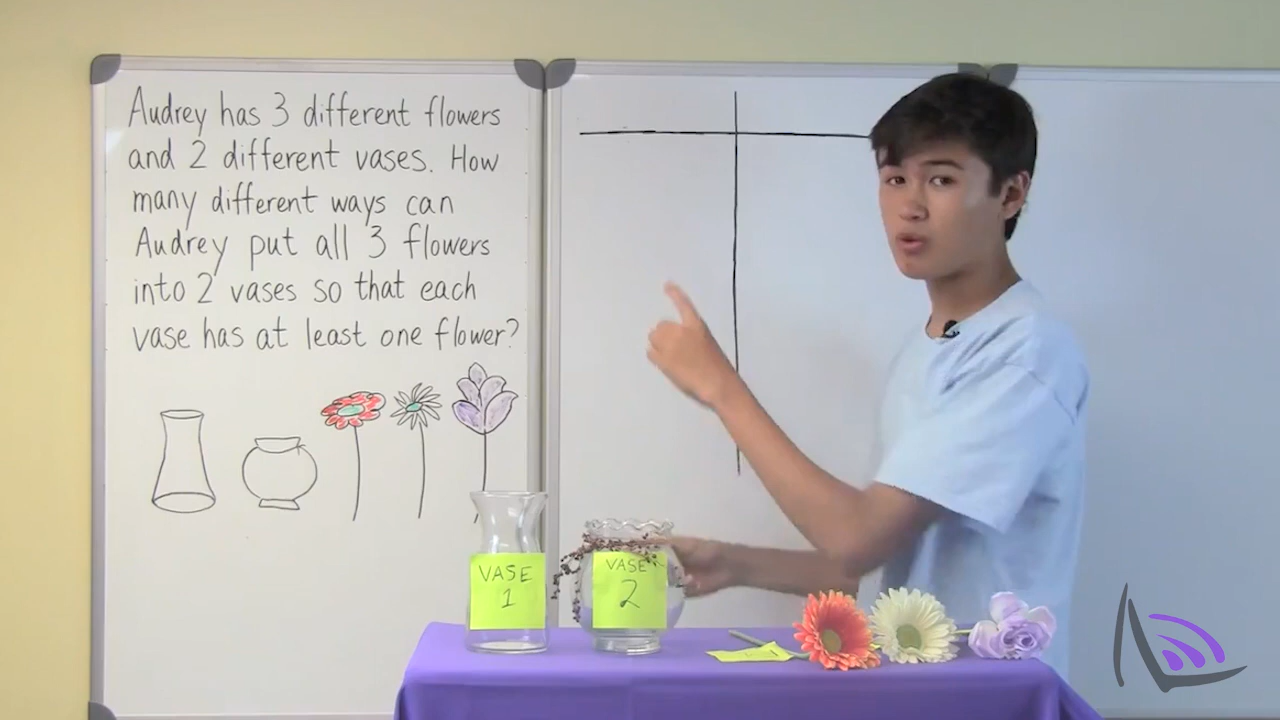 Audrey has 3 different flowers
and 2 different vases. How
many different ways can
Audrey put all 3 flowers
into 2 vases so that each
vase has at least one flower?
VASE
1
VASE
2